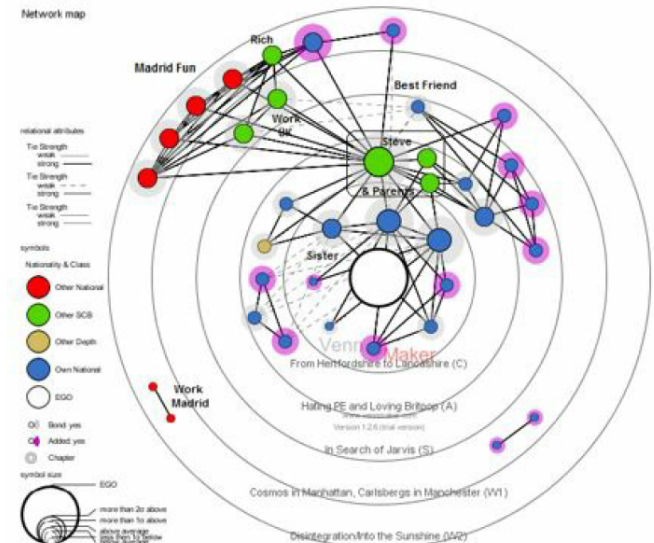 Network map
Rich
Madrid Fun
Best Friend
Work
UK
Steve
& Parents
Sister
relational attributes
Tie Strength
weak
strong
Tie Strength
weak
strong
Tie Strength
weak
strong
symbols
Nationality & Class
Other National
Other SCB
Other Depth
Own National
EGO
Bond yes
Added yes
Chapter
symbol size
EGO
more than 2σ above
more than 1σ above
above average
less than 1σ below
Work
Madrid
VennMaker
From Hertfordshire to Lancashire (C)
Hating PE and Loving Britpop (A)
Version 1.2.6 (trial version)
In Search of Jarvis (S)
Cosmos in Manhattan, Carlsbergs in Manchester (W1)
Disintegration/Into the Sunshine (W2)